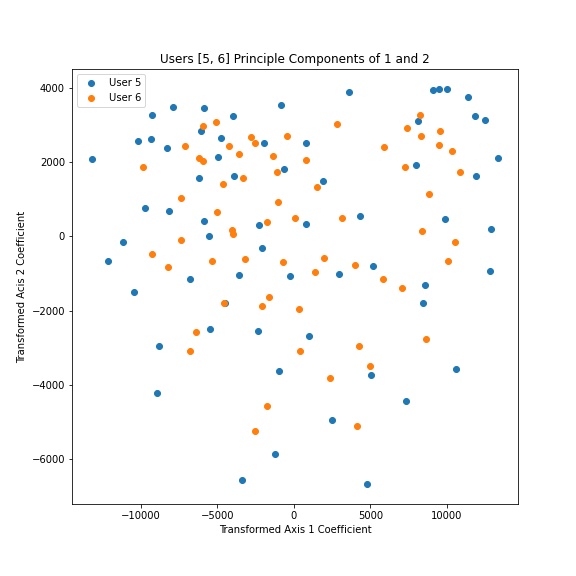 Users [5, 6] Principle Components of 1 and 2
User 5
User 6
4000
2000
0
−2000
−4000
−6000
Transformed Acis 2 Coefficient
−10000 −5000 0 5000 10000
Transformed Axis 1 Coefficient